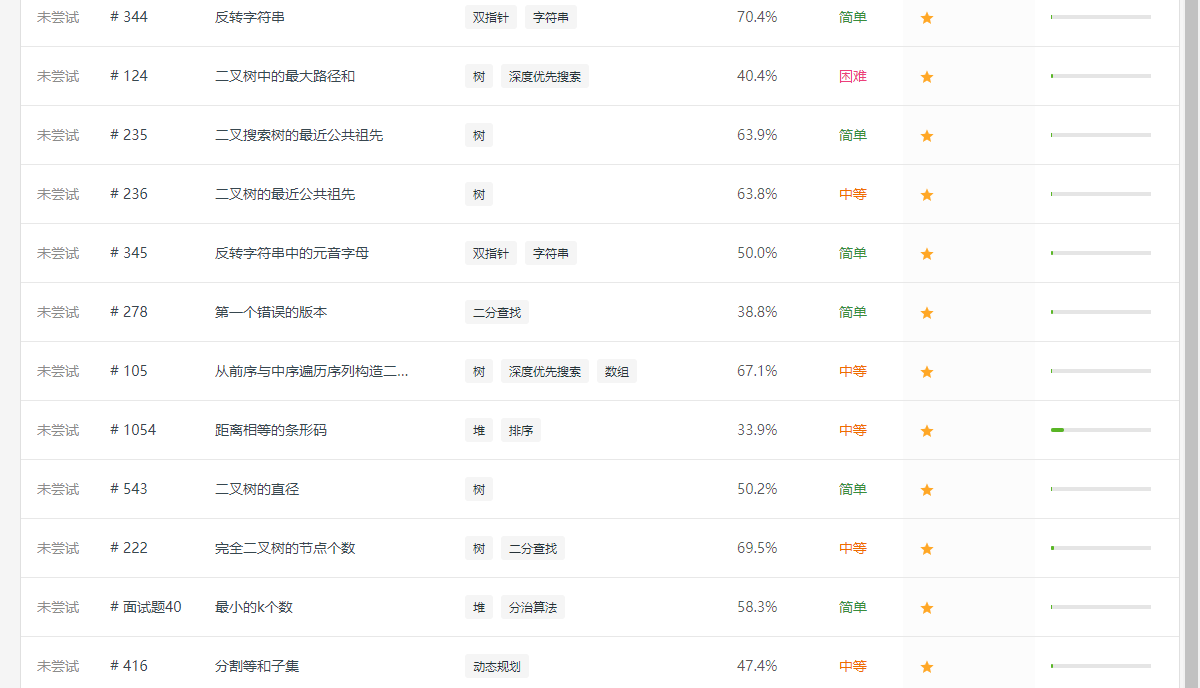 未尝试 # 344 反转字符串 双指针 字符串 70.4% 简单
未尝试 # 124 二叉树中的最大路径和 树 深度优先搜索 40.4% 困难
未尝试 # 235 二叉搜索树的最近公共祖先 树 63.9% 简单
未尝试 # 236 二叉树的最近公共祖先 树 63.8% 中等
未尝试 # 345 反转字符串中的元音字母 双指针 字符串 50.0% 简单
未尝试 # 278 第一个错误的版本 二分查找 38.8% 简单
未尝试 # 105 从前序与中序遍历序列构造二... 树 深度优先搜索 数组 67.1% 中等
未尝试 # 1054 距离相等的条形码 堆 排序 33.9% 中等
未尝试 # 543 二叉树的直径 树 50.2% 简单
未尝试 # 222 完全二叉树的节点个数 树 二分查找 69.5% 中等
未尝试 # 面试题40 最小的k个数 堆 分治算法 58.3% 简单
未尝试 # 416 分割等和子集 动态规划 47.4% 中等